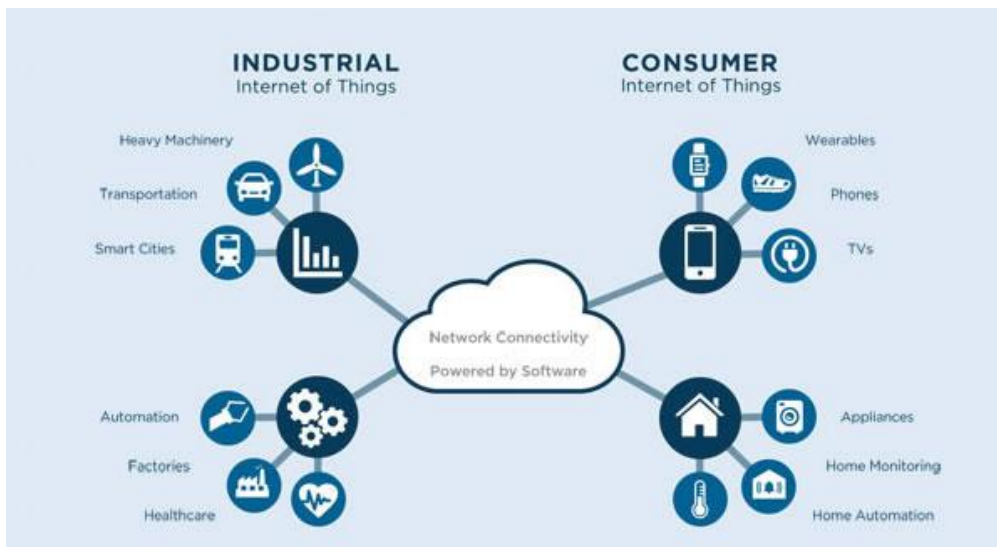 INDUSTRIAL
Internet of Things
CONSUMER
Internet of Things
Heavy Machinery
Transportation
Smart Cities
Wearables
Phones
TVs
Network Connectivity
Powered by Software
Automation
Factories
Healthcare
Appliances
Home Monitoring
Home Automation